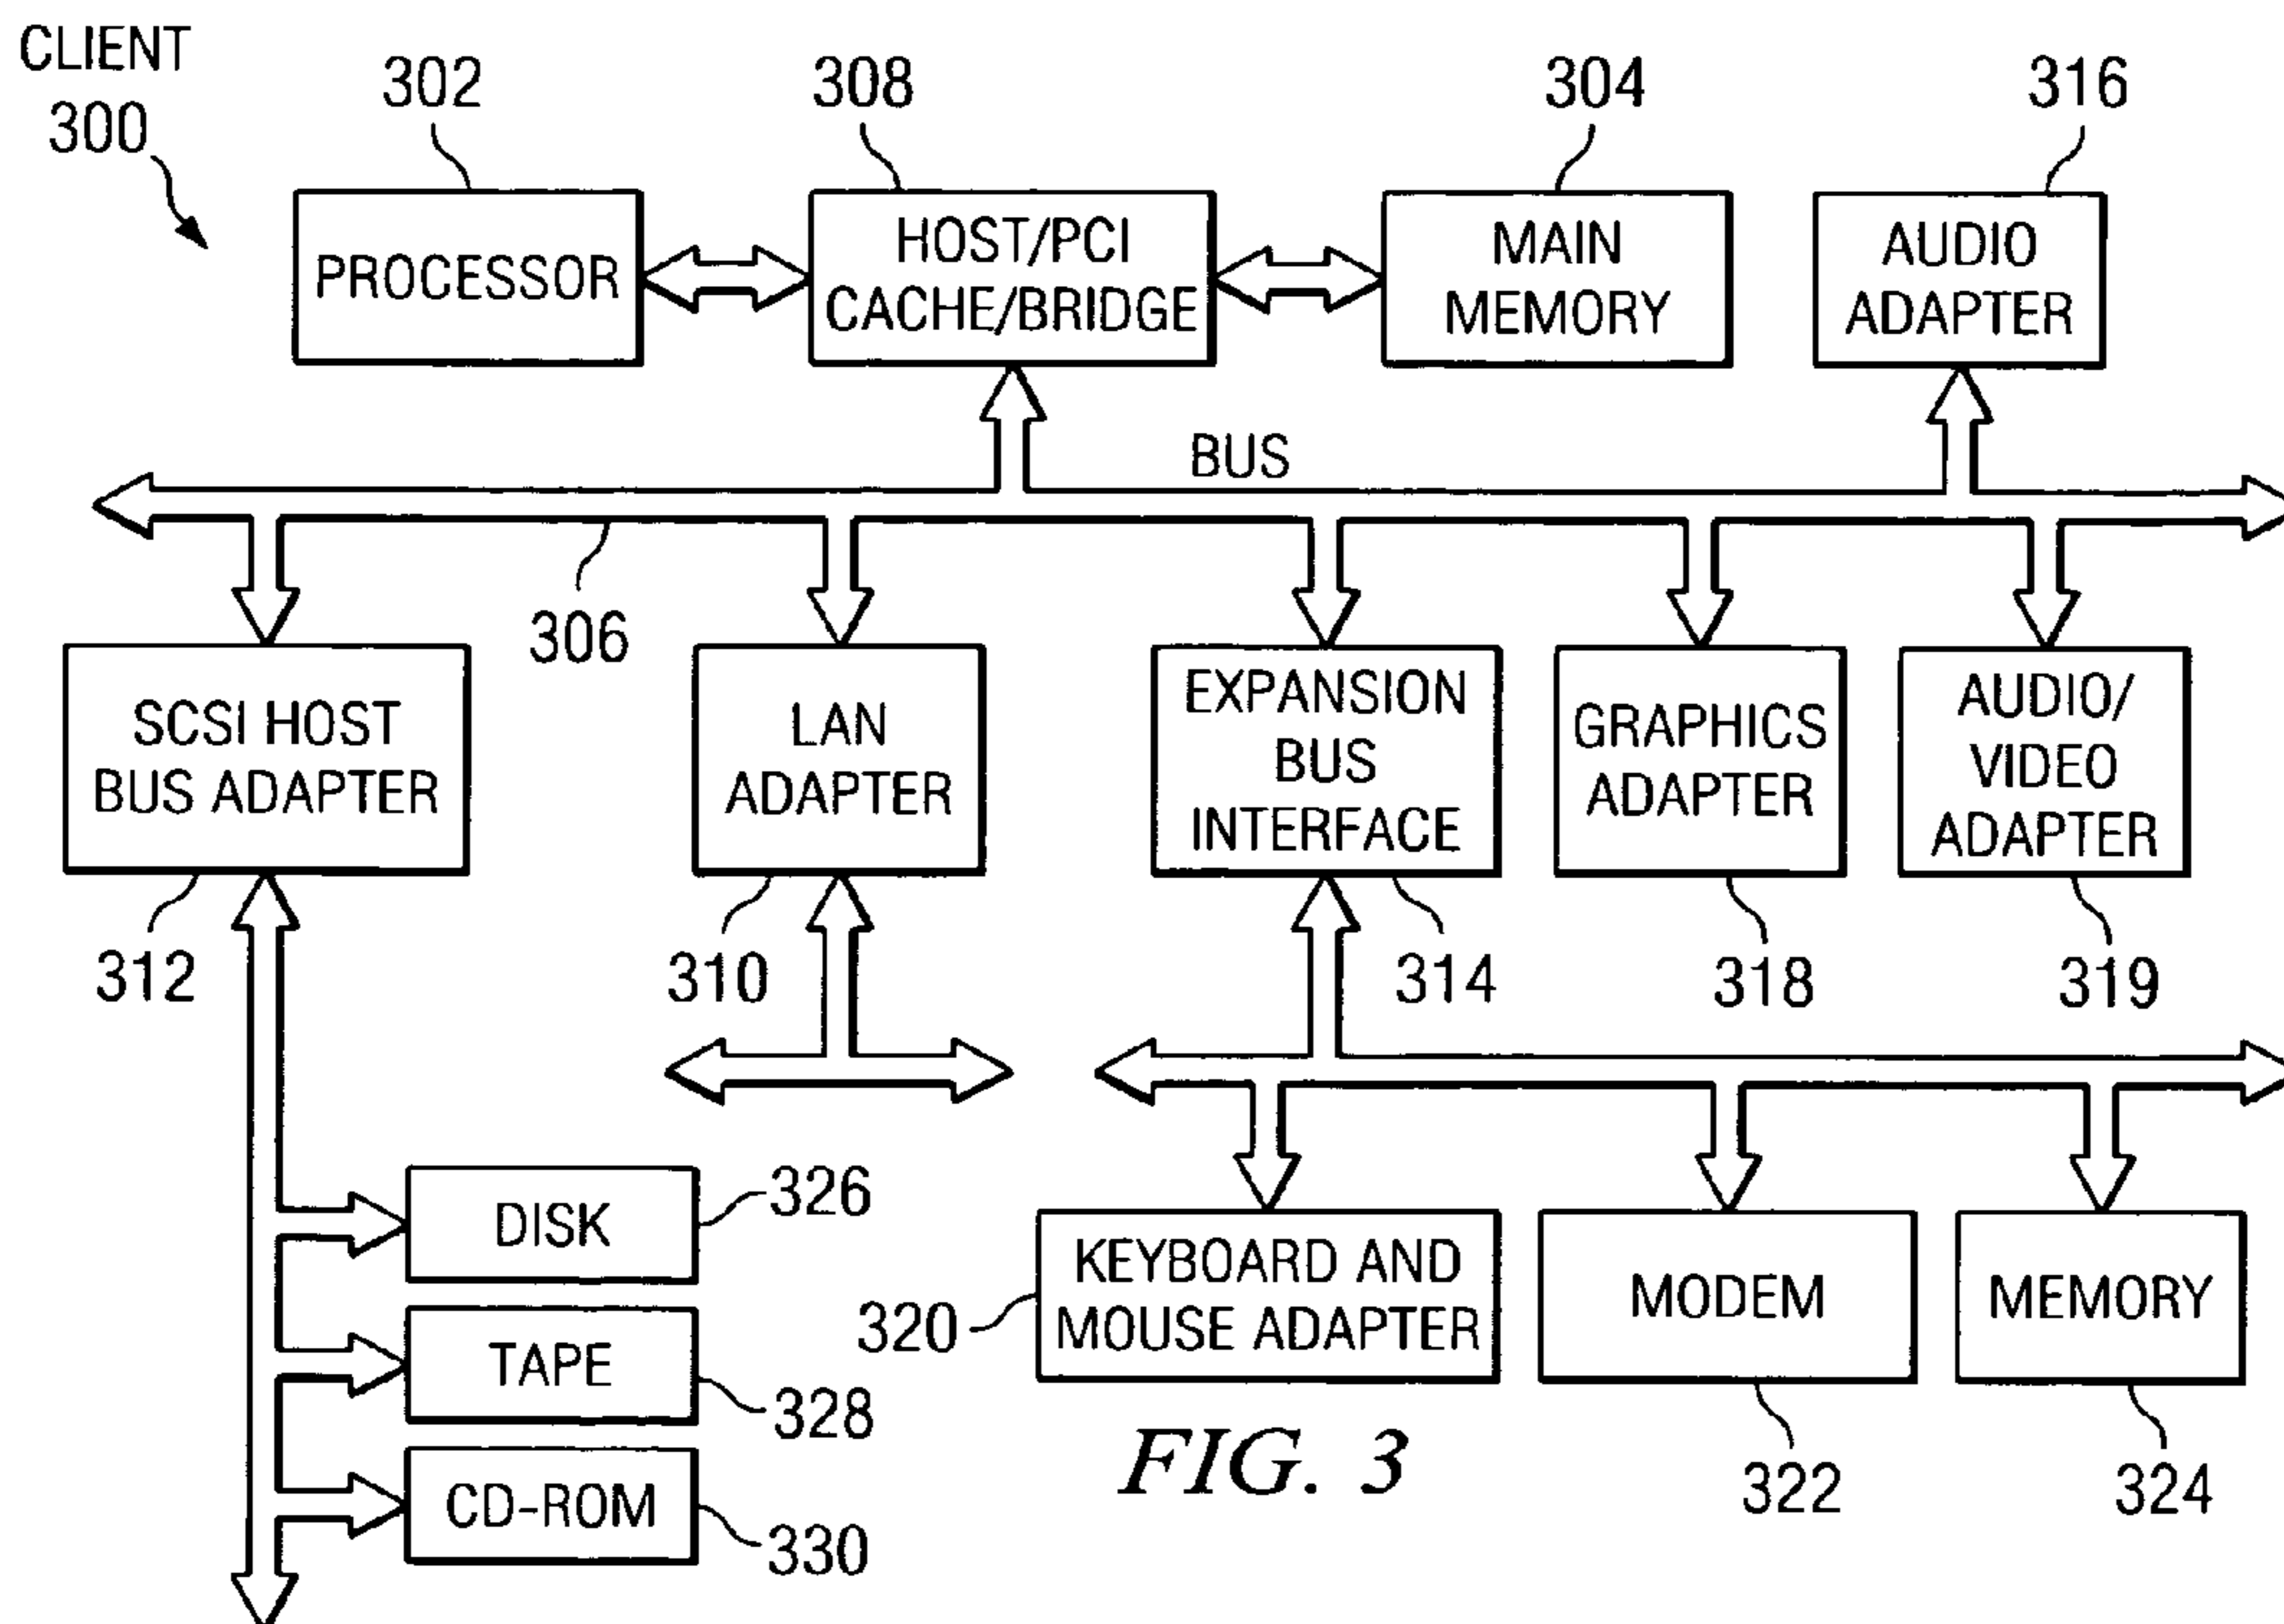 CLIENT
300
302
308
304
316
PROCESSOR
HOST/PCI
CACHE/BRIDGE
MAIN
MEMORY
AUDIO
ADAPTER
BUS
306
SCSI HOST
BUS ADAPTER
LAN
ADAPTER
EXPANSION
BUS
INTERFACE
GRAPHICS
ADAPTER
AUDIO/
VIDEO
ADAPTER
312
310
314
318
319
DISK
326
TAPE
328
CD-ROM
330
320
KEYBOARD AND
MOUSE ADAPTER
MODEM
MEMORY
322
324
FIG. 3